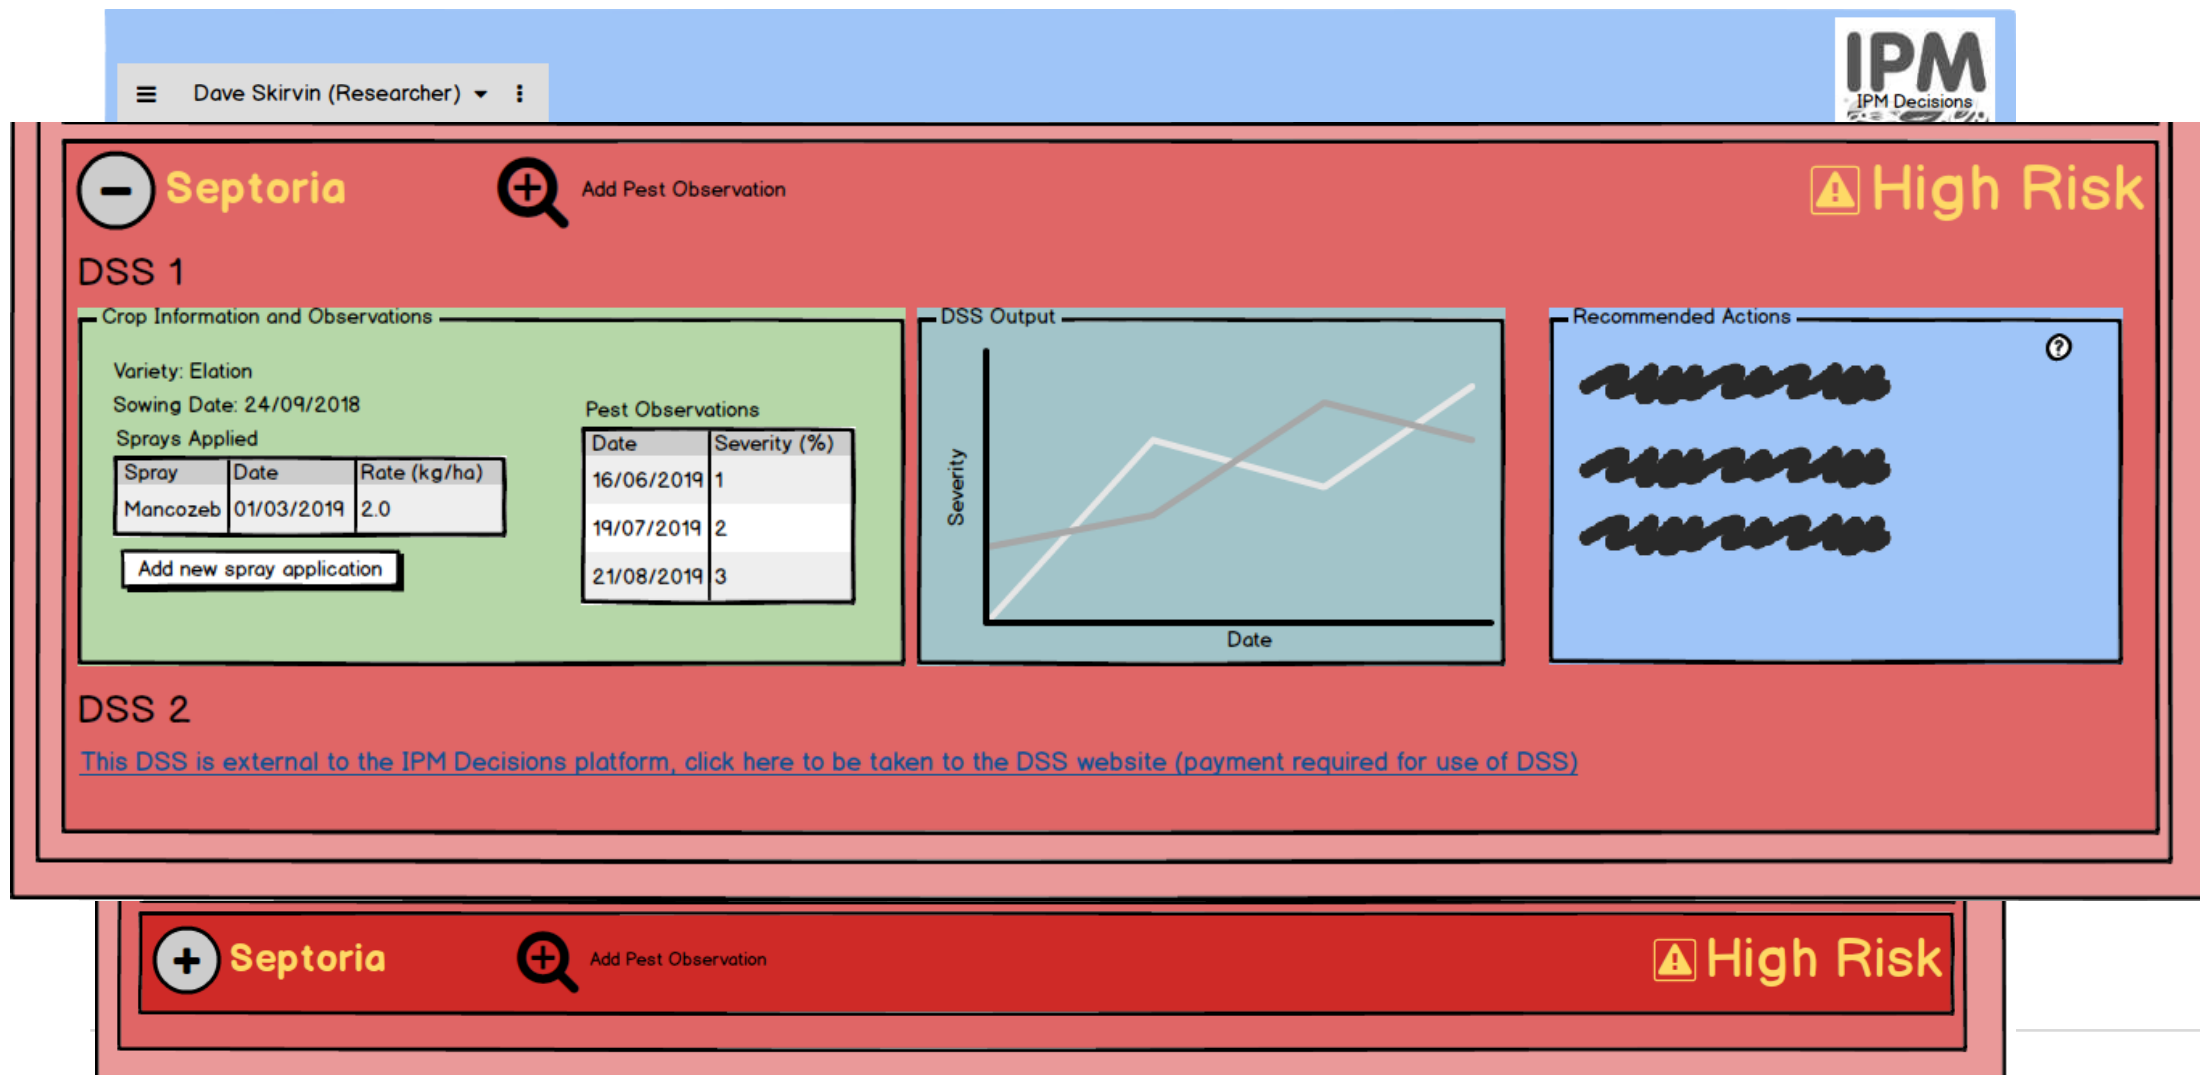 Dave Skirvin (Researcher)
IPM
IPM Decisions
Septoria
Add Pest Observation
High Risk
DSS 1
Crop Information and Observations
Variety: Elation
Sowing Date: 24/09/2018
Sprays Applied
Spray Date Rate (kg/ha)
Mancozeb 01/03/2019 2.0
Add new spray application
Pest Observations
Date Severity (%)
16/06/2019 1
19/07/2019 2
21/08/2019 3
DSS Output
Severity
Date
Recommended Actions
?
DSS 2
This DSS is external to the IPM Decisions platform, click here to be taken to the DSS website (payment required for use of DSS)
Septoria
Add Pest Observation
High Risk